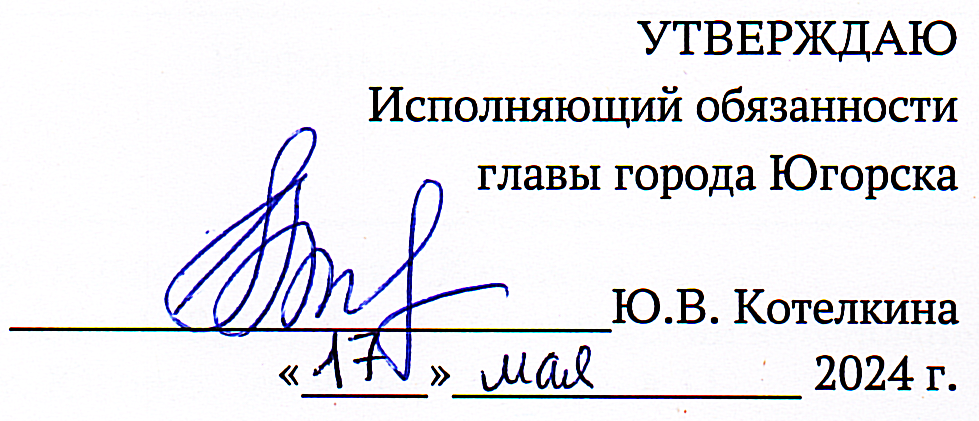 УТВЕРЖДАЮ
Исполняющий обязанности
главы города Югорска
Ю.В. Котелкина
«17» мая 2024 г.